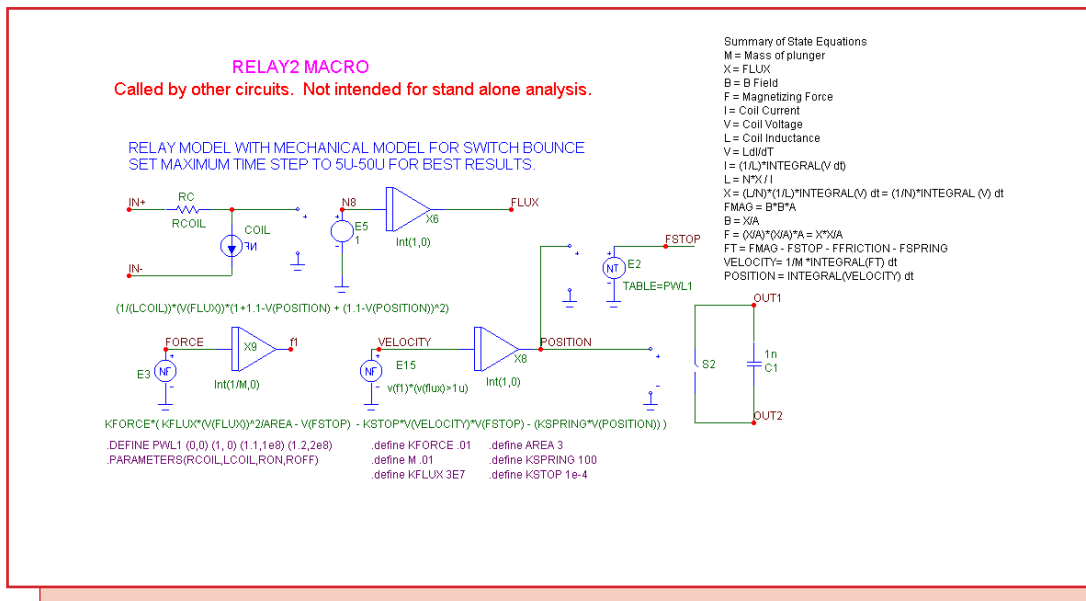 RELAY2 MACRO
Called by other circuits. Not intended for stand alone analysis.
RELAY MODEL WITH MECHANICAL MODEL FOR SWITCH BOUNCE
SET MAXIMUM TIME STEP TO 5U-50U FOR BEST RESULTS.
Summary of State Equations
M = Mass of plunger
X = FLUX
B = B Field
F = Magnetizing Force
I = Coil Current
V = Coil Voltage
L = Coil Inductance
V = LdI/dT
I = (1/L)*INTEGRAL(V dt)
L = N*X / I
X = (L/N)*(1/L)*INTEGRAL(V) dt = (1/N)*INTEGRAL (V) dt
FMAG = B*B*A
B = X/A
F = (X/A)*(X/A)*A = X*X/A
FT = FMAG - FSTOP - FFRICTION - FSPRING
VELOCITY= 1/M *INTEGRAL(FT) dt
POSITION = INTEGRAL(VELOCITY) dt
IN+
RC
RCOIL
COIL
NF
IN-
+
-
N8
+
-
E5
1
X6
Int(1,0)
FLUX
+
-
+
-
NT
E2
FSTOP
TABLE=PWL1
(1/(LCOIL))*(V(FLUX))*(1+1.1-V(POSITION) + (1.1-V(POSITION))^2)
FORCE
+
-
E3
NF
X9
Int(1/M,0)
f1
VELOCITY
+
-
NF
E15
v(f1)*(v(flux)>1u)
X8
Int(1,0)
POSITION
+
-
S2
OUT1
1n
C1
OUT2
KFORCE*( KFLUX*(V(FLUX))^2/AREA - V(FSTOP) - KSTOP*V(VELOCITY)*V(FSTOP) - (KSPRING*V(POSITION)) )
.DEFINE PWL1 (0,0) (1, 0) (1.1,1e8) (1.2,2e8)
.PARAMETERS(RCOIL,LCOIL,RON,ROFF)
.define KFORCE .01
.define AREA 3
.define M .01
.define KSPRING 100
.define KFLUX 3E7
.define KSTOP 1e-4